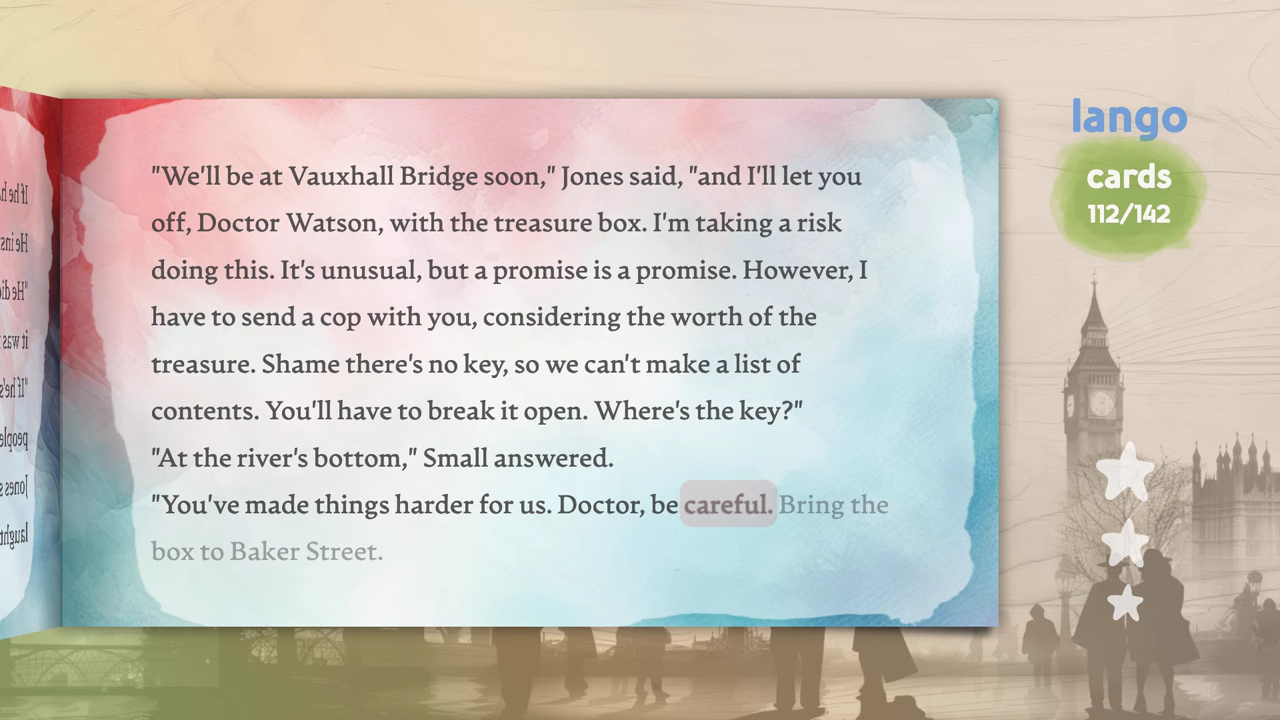 "We'll be at Vauxhall Bridge soon," Jones said, "and I'll let you
off, Doctor Watson, with the treasure box. I'm taking a risk
doing this. It's unusual, but a promise is a promise. However, I
have to send a cop with you, considering the worth of the
treasure. Shame there's no key, so we can't make a list of
contents. You'll have to break it open. Where's the key?"
"At the river's bottom," Small answered.
"You've made things harder for us. Doctor, be careful. Bring the
box to Baker Street.
lango
cards
112/142